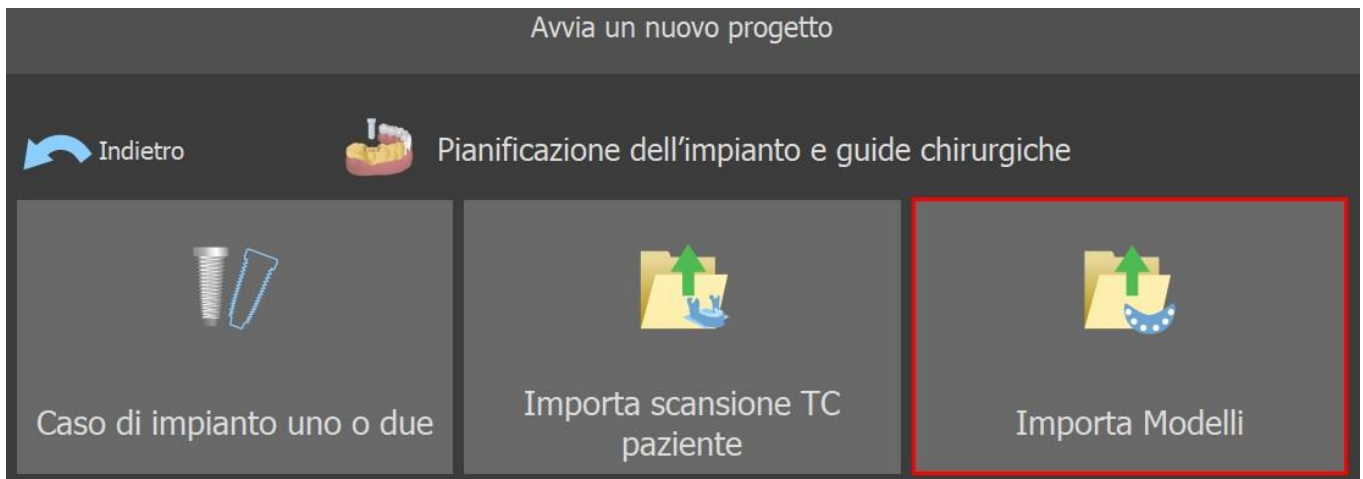 Avvia un nuovo progetto
Indietro
Pianificazione dell’impianto e guide chirurgiche
Caso di impianto uno o due
Importa scansione TC
paziente
Importa Modelli